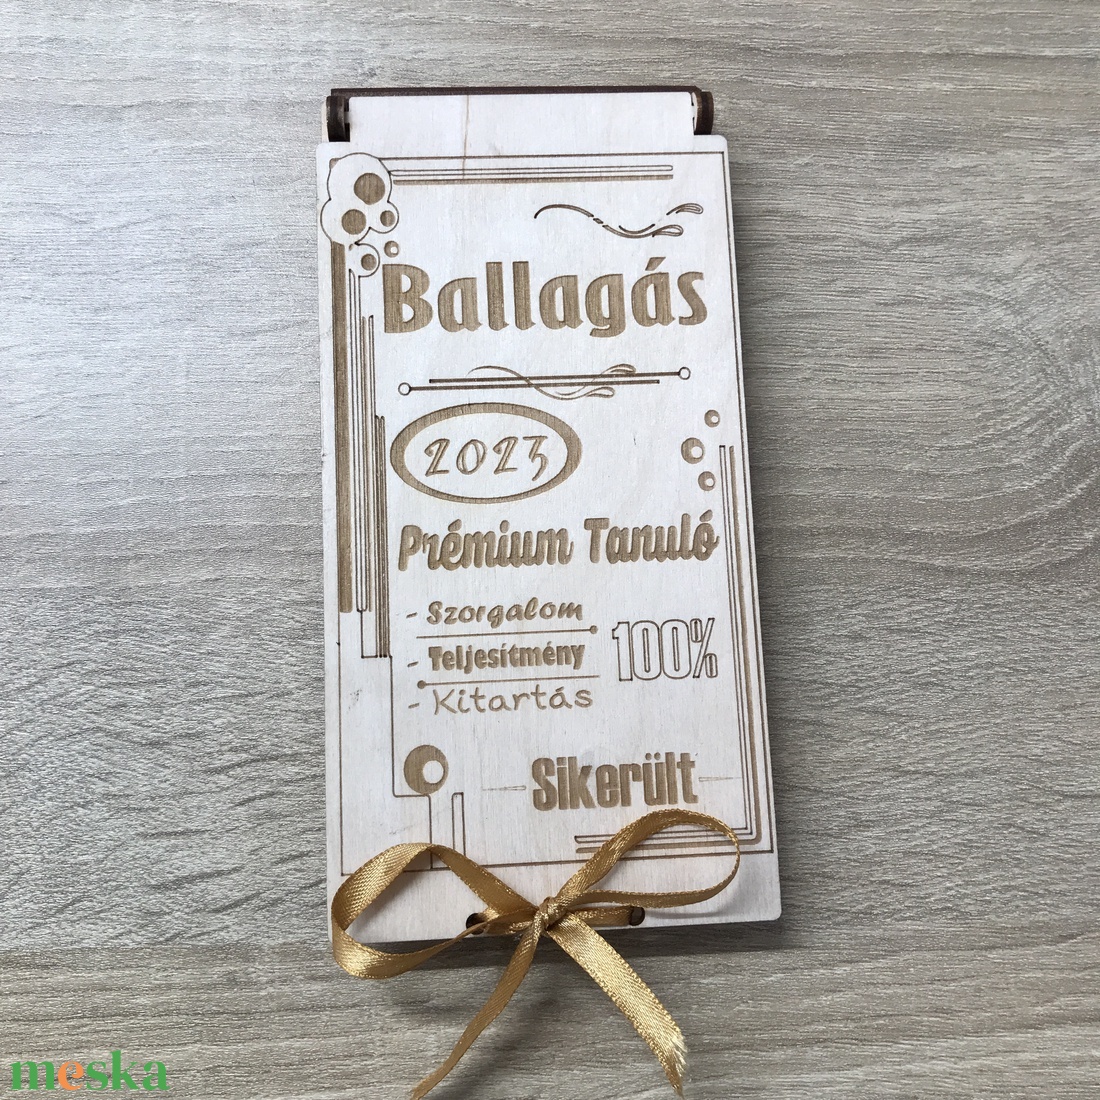 Ballagás
2023
Prémium Tanuló
- Szorgalom
- Teljesítmény
- Kitartás
100%
Sikerült
meska